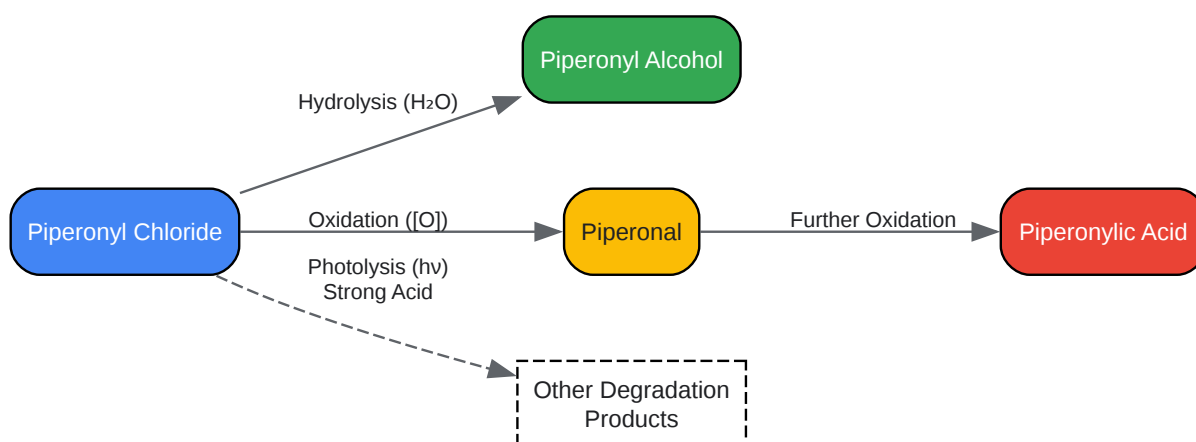 Piperonyl Alcohol
Hydrolysis (H₂O)
Piperonyl Chloride
Oxidation ([O])
Piperonal
Further Oxidation
Piperonylic Acid
Photolysis (hν)
Strong Acid
Other Degradation
Products